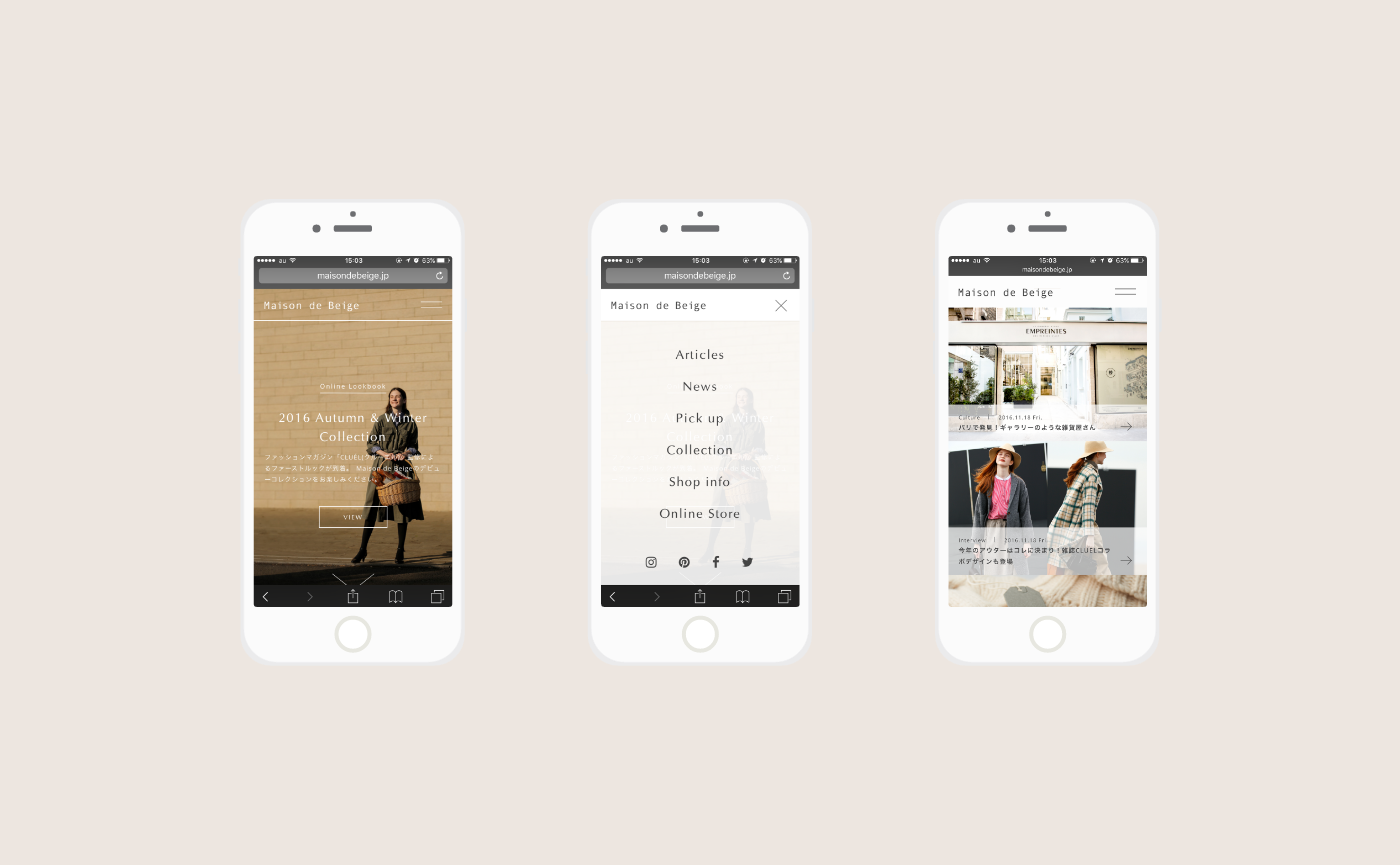 au 15:03 63%
maisondebeige.jp
Maison de Beige
Online Lookbook
2016 Autumn & Winter
Collection
ファッションマガジン「CLUEL」
るファーストルックが到着。 Maison de Beigeのデビュ
ーコレクションをお楽しみください。
VIEW
au 15:03 63%
maisondebeige.jp
Maison de Beige
Articles
News
Pick up
Collection
Shop info
Online Store
au 15:03 63%
maisondebeige.jp
Maison de Beige
EMPREINTES
Culture | 2016.11.18 Fri.
パリで発見！ギャラリーのような雑貨屋さん
Interview | 2016.11.18 Fri.
今年のアウターはコレに決まり！雑誌CLUELコラ
ボデザインも登場